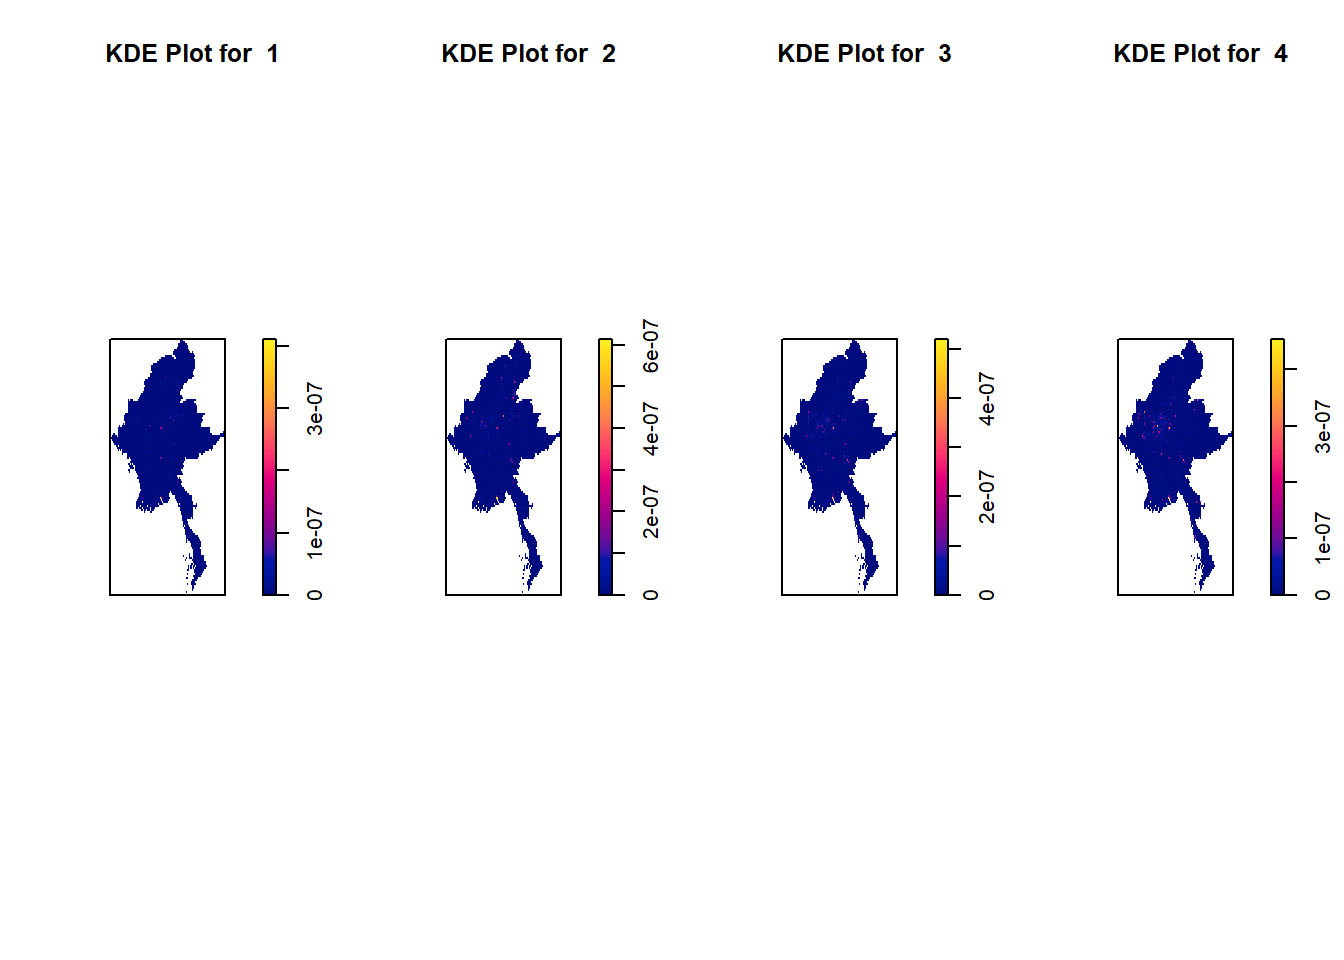 KDE Plot for  1
KDE Plot for  2
KDE Plot for  3
KDE Plot for  4
0
1e-07
3e-07
0
2e-07
4e-07
6e-07
0
2e-07
4e-07
0
1e-07
3e-07